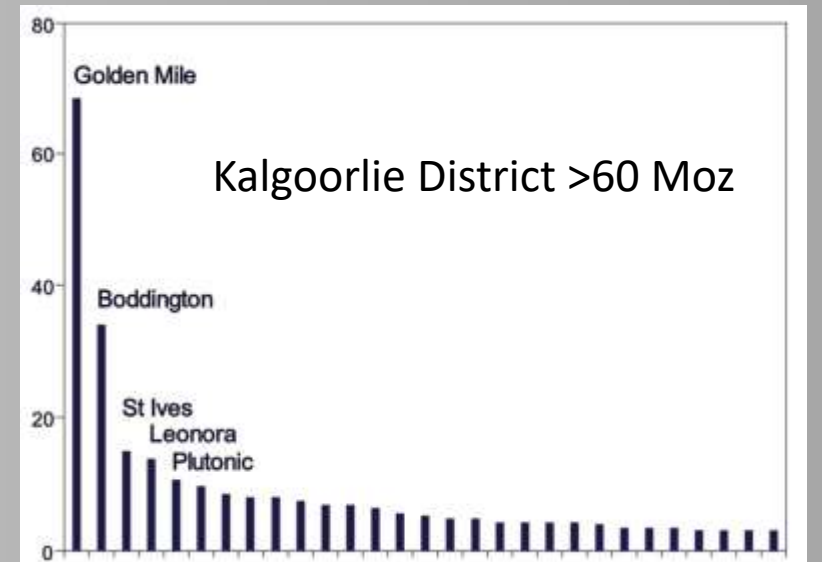 80
Golden Mile
60
Kalgoorlie District >60 Moz
40
Boddington
St Ives
20
Leonora
Plutonic
0